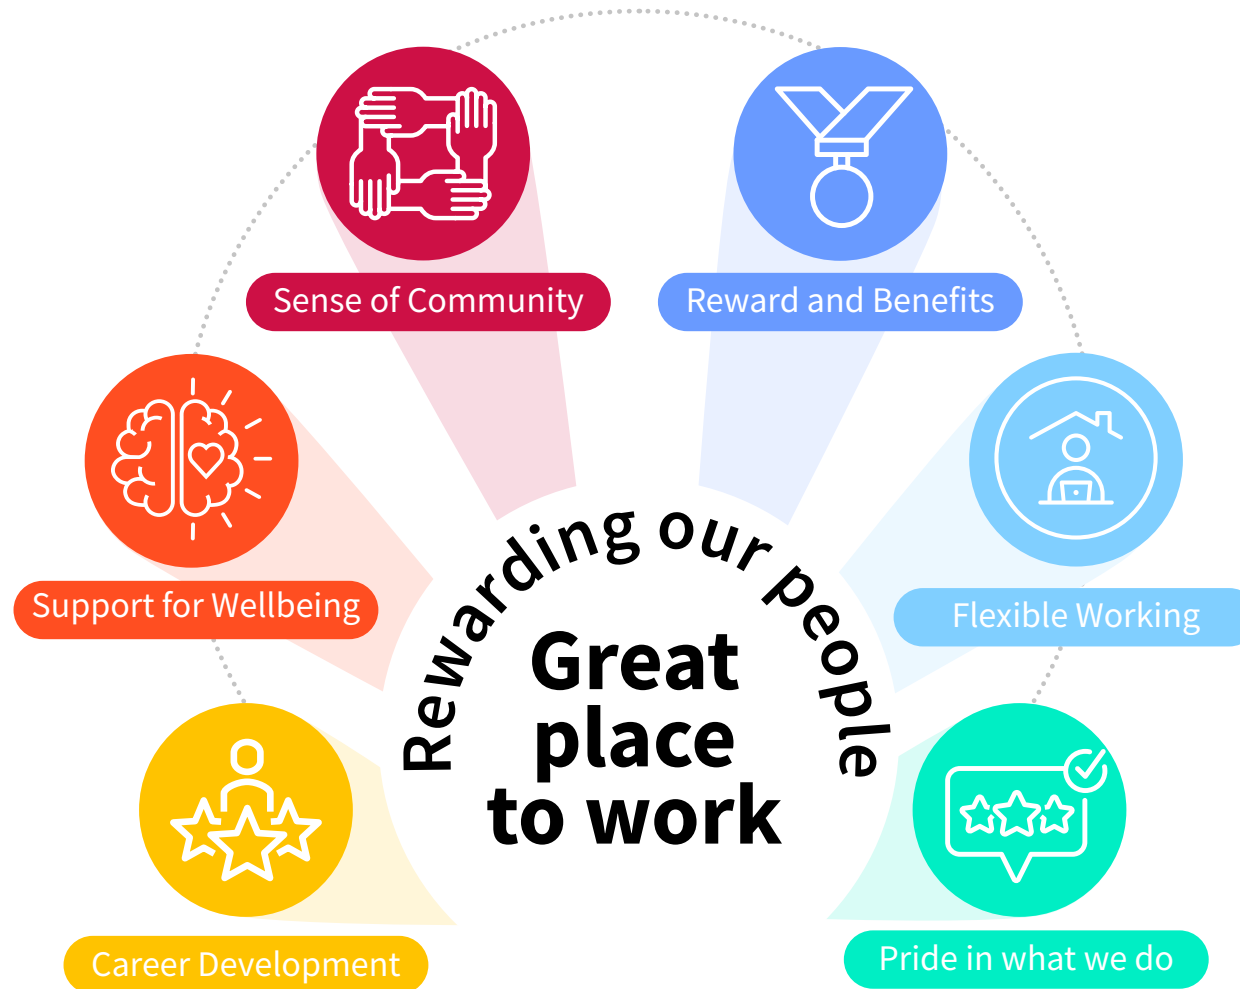 Sense of Community
Reward and Benefits
Support for Wellbeing
Flexible Working
Rewarding our people
Great
place
to work
Career Development
Pride in what we do